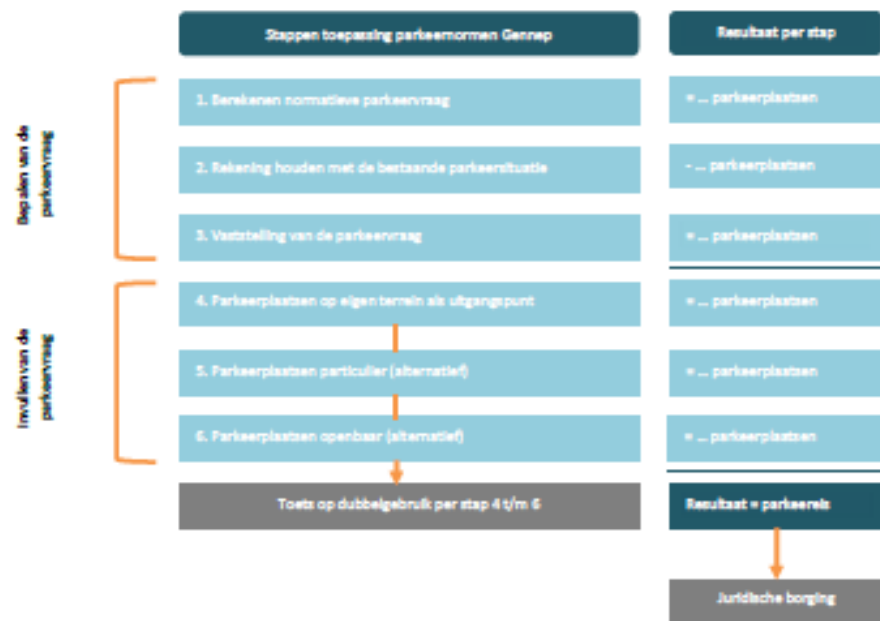 Stappen toepassing parkeernormen Gennep
Resultaat per stap
Bepalen van de
parkeervraag
1. Berekenen normatieve parkeervraag
= ... parkeerplaatsen
2. Rekening houden met de bestaande parkeersituatie
- ... parkeerplaatsen
3. Vaststelling van de parkeervraag
= ... parkeerplaatsen
Invullen van de
parkeervraag
4. Parkeerplaatsen op eigen terrein als uitgangspunt
= ... parkeerplaatsen
5. Parkeerplaatsen particulier (alternatief)
= ... parkeerplaatsen
6. Parkeerplaatsen openbaar (alternatief)
= ... parkeerplaatsen
Toets op dubbelgebruik per stap 4 t/m 6
Resultaat = parkeereis
Juridische borging